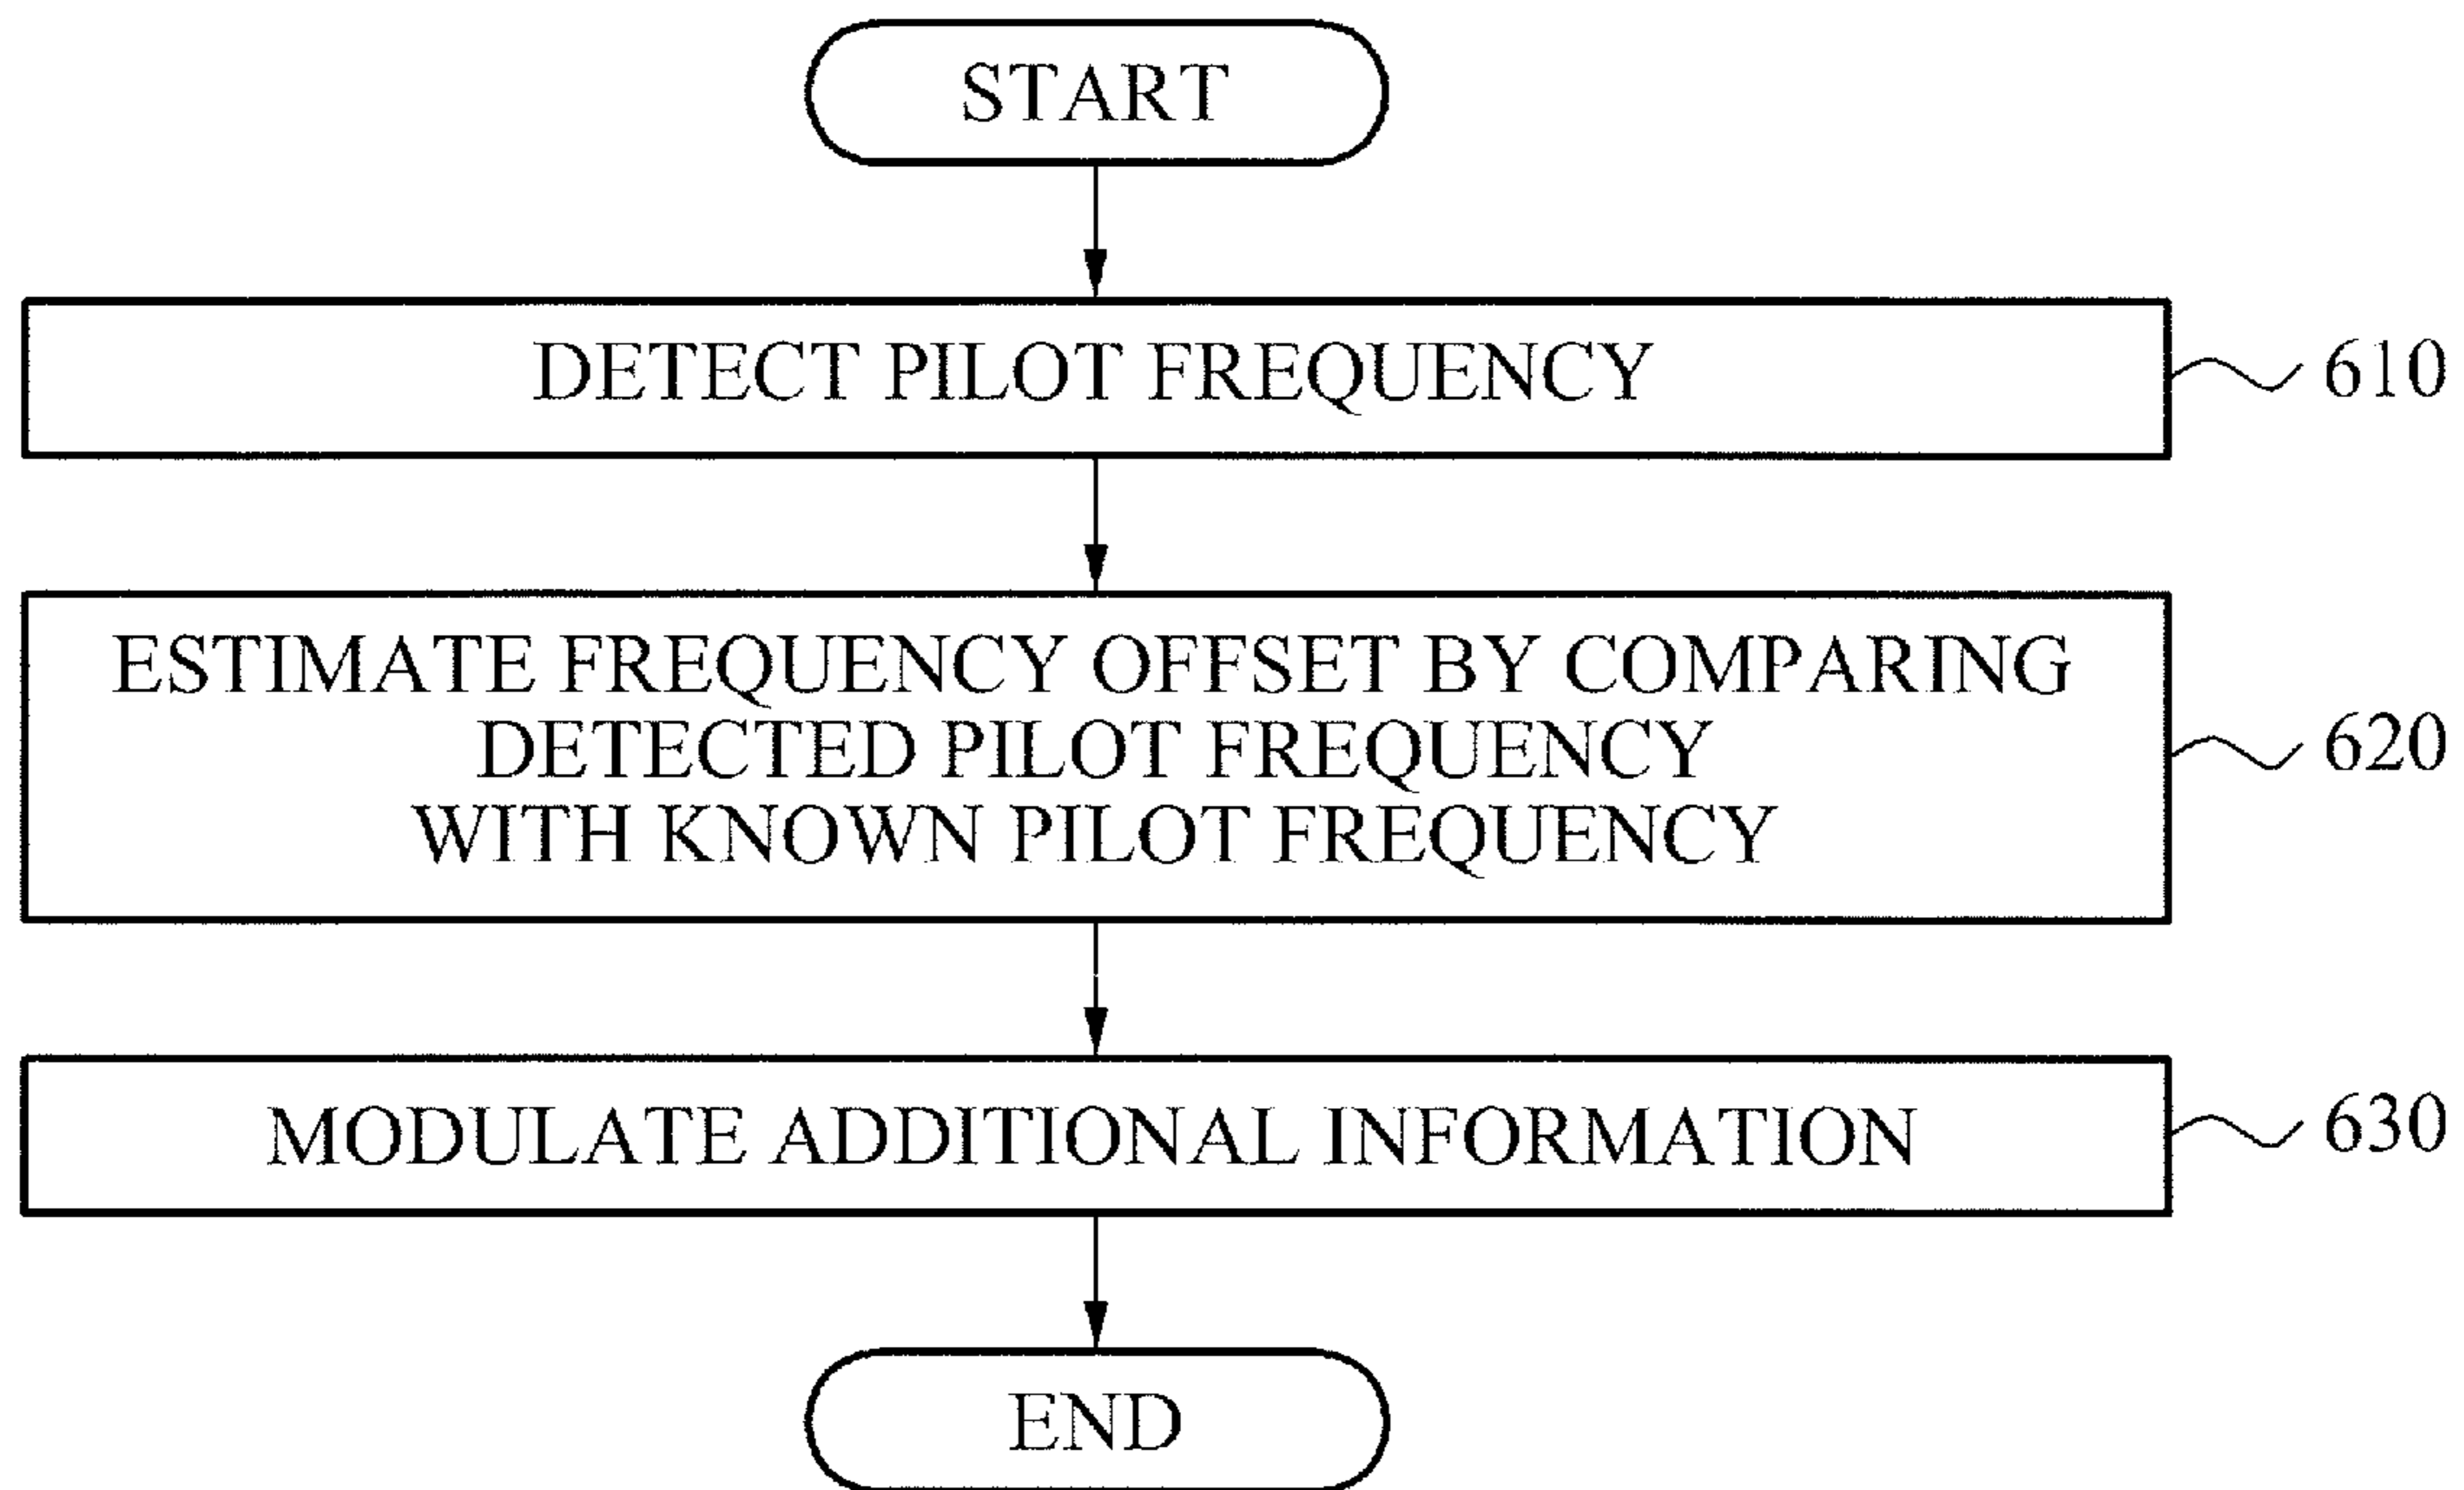 START
DETECT PILOT FREQUENCY
610
ESTIMATE FREQUENCY OFFSET BY COMPARING
DETECTED PILOT FREQUENCY
WITH KNOWN PILOT FREQUENCY
620
MODULATE ADDITIONAL INFORMATION
630
END